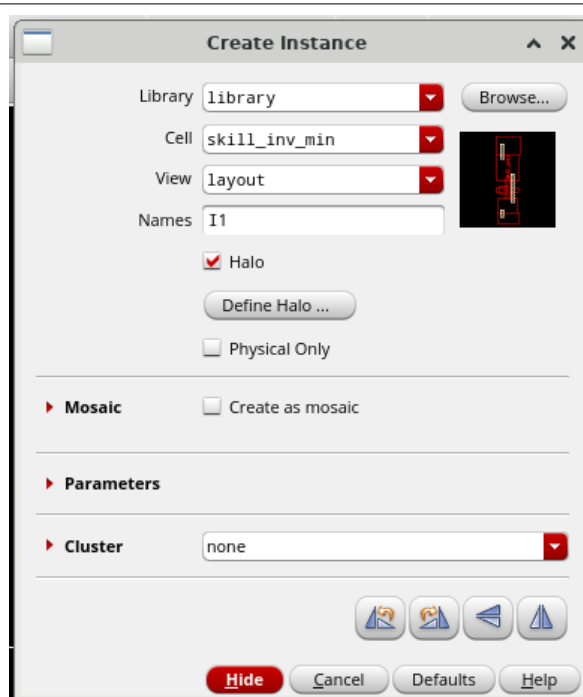 Create Instance
Library library Browse...
Cell skill_inv_min
View layout
Names I1
Halo
Define Halo ...
Physical Only
Mosaic Create as mosaic
Parameters
Cluster none
Hide Cancel Defaults Help